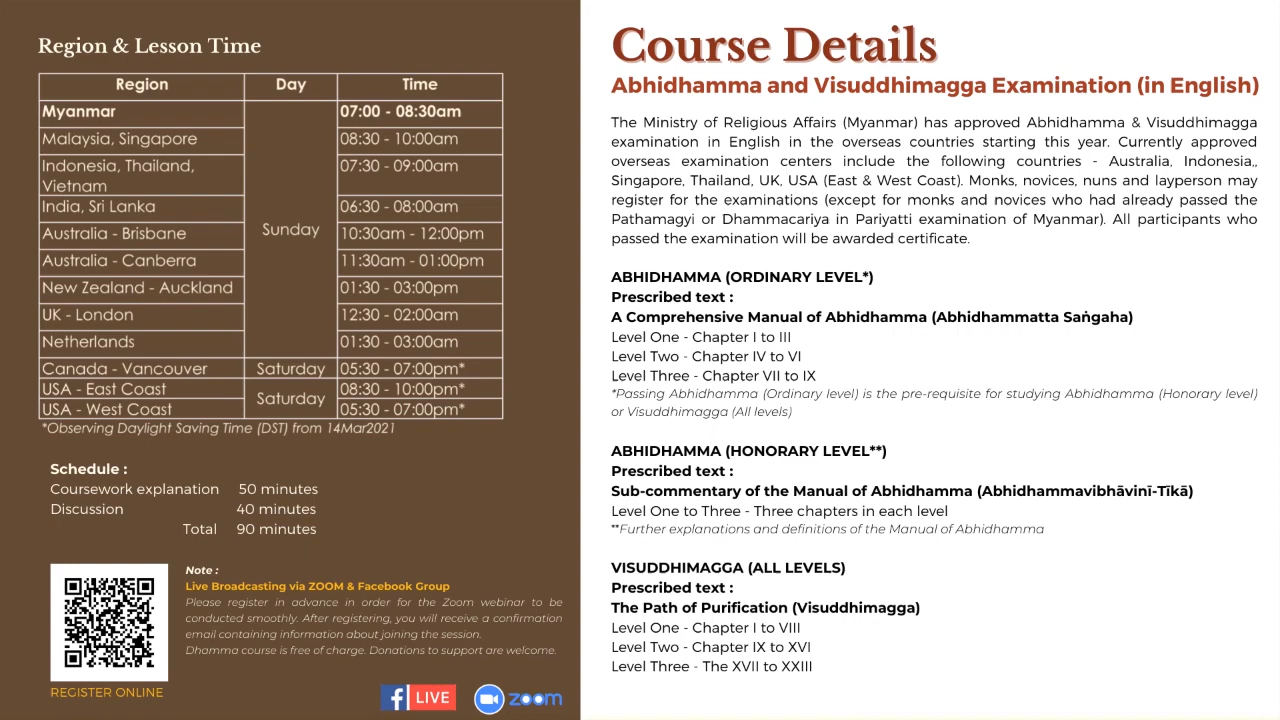 Region & Lesson Time
Region Day Time
Myanmar 07:00 - 08:30am
Malaysia, Singapore 08:30 - 10:00am
Indonesia, Thailand, 07:30 - 09:00am
Vietnam
India, Sri Lanka 06:30 - 08:00am
Sunday
Australia - Brisbane 10:30am - 12:00pm
Australia - Canberra 11:30am - 01:00pm
New Zealand - Auckland 01:30 - 03:00pm
UK - London 12:30 - 02:00am
Netherlands 01:30 - 03:00am
Canada - Vancouver Saturday 05:30 - 07:00pm*
USA - East Coast 08:30 - 10:00pm*
Saturday
USA - West Coast 05:30 - 07:00pm*
*Observing Daylight Saving Time (DST) from 14Mar2021
Schedule :
Coursework explanation 50 minutes
Discussion 40 minutes
Total 90 minutes
Note :
Live Broadcasting via ZOOM & Facebook Group
Please register in advance in order for the Zoom webinar to be
conducted smoothly. After registering, you will receive a confirmation
email containing information about joining the session.
Dhamma course is free of charge. Donations to support are welcome.
REGISTER ONLINE
f LIVE
zoom
Course Details
Abhidhamma and Visuddhimagga Examination (in English)
The Ministry of Religious Affairs (Myanmar) has approved Abhidhamma & Visuddhimagga
examination in English in the overseas countries starting this year. Currently approved
overseas examination centers include the following countries - Australia, Indonesia,,
Singapore, Thailand, UK, USA (East & West Coast). Monks, novices, nuns and layperson may
register for the examinations (except for monks and novices who had already passed the
Pathamagyi or Dhammacariya in Pariyatti examination of Myanmar). All participants who
passed the examination will be awarded certificate.
ABHIDHAMMA (ORDINARY LEVEL*)
Prescribed text :
A Comprehensive Manual of Abhidhamma (Abhidhammatta Saṅgaha)
Level One - Chapter I to III
Level Two - Chapter IV to VI
Level Three - Chapter VII to IX
*Passing Abhidhamma (Ordinary level) is the pre-requisite for studying Abhidhamma (Honorary level)
or Visuddhimagga (All levels)
ABHIDHAMMA (HONORARY LEVEL**)
Prescribed text :
Sub-commentary of the Manual of Abhidhamma (Abhidhammavibhāvinī-Tīkā)
Level One to Three - Three chapters in each level
**Further explanations and definitions of the Manual of Abhidhamma
VISUDDHIMAGGA (ALL LEVELS)
Prescribed text :
The Path of Purification (Visuddhimagga)
Level One - Chapter I to VIII
Level Two - Chapter IX to XVI
Level Three - The XVII to XXIII